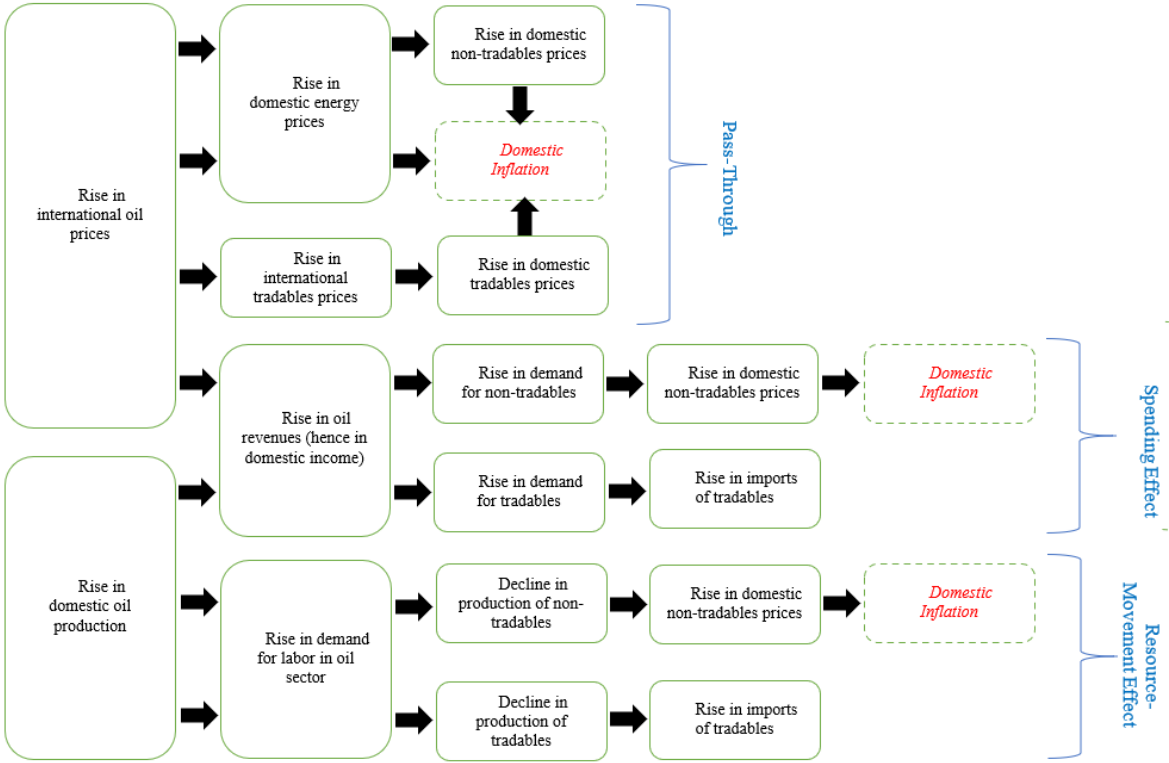 Rise in
international oil
prices
Rise in
domestic energy
prices
Rise in domestic
non-tradables prices
Domestic
Inflation
Rise in
international
tradables prices
Rise in domestic
tradables prices
Pass-Through
Rise in oil
revenues (hence in
domestic income)
Rise in demand
for non-tradables
Rise in domestic
non-tradables prices
Domestic
Inflation
Rise in demand
for tradables
Rise in imports
of tradables
Spending Effect
Rise in
domestic oil
production
Rise in demand
for labor in oil
sector
Decline in
production of non-
tradables
Rise in domestic
non-tradables prices
Domestic
Inflation
Decline in
production of
tradables
Rise in imports
of tradables
Resource-
Movement Effect